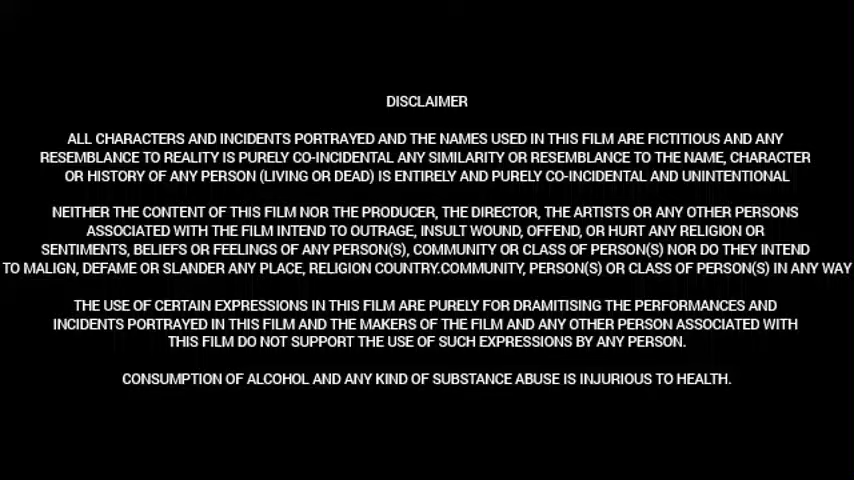 DISCLAIMER
ALL CHARACTERS AND INCIDENTS PORTRAYED AND THE NAMES USED IN THIS FILM ARE FICTITIOUS AND ANY
RESEMBLANCE TO REALITY IS PURELY CO-INCIDENTAL ANY SIMILARITY OR RESEMBLANCE TO THE NAME, CHARACTER
OR HISTORY OF ANY PERSON (LIVING OR DEAD) IS ENTIRELY AND PURELY CO-INCIDENTAL AND UNINTENTIONAL
NEITHER THE CONTENT OF THIS FILM NOR THE PRODUCER, THE DIRECTOR, THE ARTISTS OR ANY OTHER PERSONS
ASSOCIATED WITH THE FILM INTEND TO OUTRAGE, INSULT WOUND, OFFEND, OR HURT ANY RELIGION OR
SENTIMENTS, BELIEFS OR FEELINGS OF ANY PERSON(S), COMMUNITY OR CLASS OF PERSON(S) NOR DO THEY INTEND
TO MALIGN, DEFAME OR SLANDER ANY PLACE, RELIGION COUNTRY.COMMUNITY, PERSON(S) OR CLASS OF PERSON(S) IN ANY WAY
THE USE OF CERTAIN EXPRESSIONS IN THIS FILM ARE PURELY FOR DRAMITISING THE PERFORMANCES AND
INCIDENTS PORTRAYED IN THIS FILM AND THE MAKERS OF THE FILM AND ANY OTHER PERSON ASSOCIATED WITH
THIS FILM DO NOT SUPPORT THE USE OF SUCH EXPRESSIONS BY ANY PERSON.
CONSUMPTION OF ALCOHOL AND ANY KIND OF SUBSTANCE ABUSE IS INJURIOUS TO HEALTH.